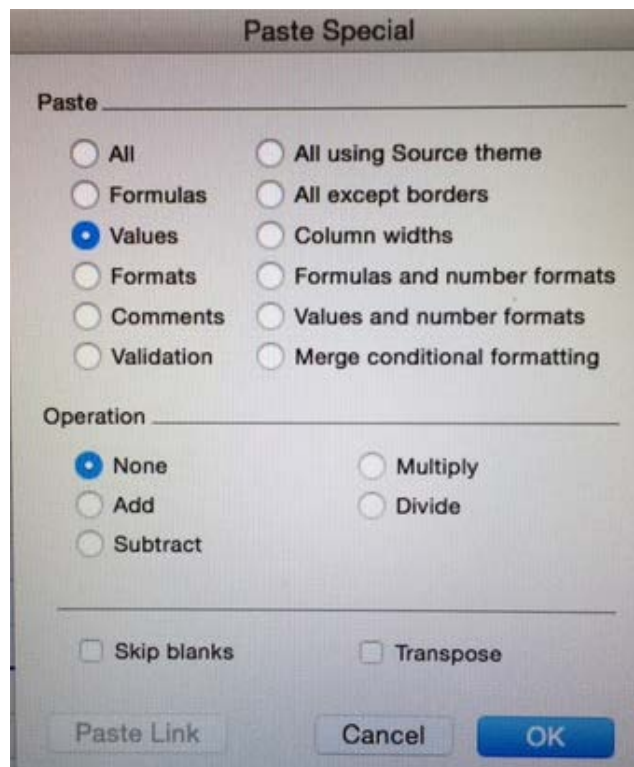 Paste Special
Paste
All
All using Source theme
Formulas
All except borders
Values
Column widths
Formats
Formulas and number formats
Comments
Values and number formats
Validation
Merge conditional formatting
Operation
None
Multiply
Add
Divide
Subtract
Skip blanks
Transpose
Paste Link
Cancel
OK